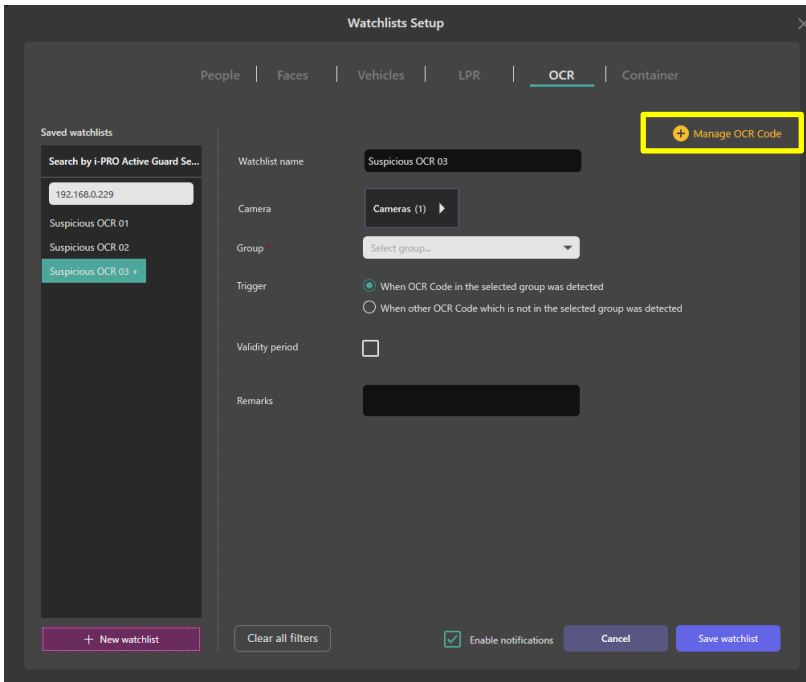 Watchlists Setup
People
Faces
Vehicles
LPR
OCR
Container
Manage OCR Code
Saved watchlists
Search by i-PRO Active Guard Se...
192.168.0.229
Suspicious OCR 01
Suspicious OCR 02
Suspicious OCR 03 +
Watchlist name
Suspicious OCR 03
Camera
Cameras (1)
Group*
Select group...
Trigger
When OCR Code in the selected group was detected
When other OCR Code which is not in the selected group was detected
Validity period
Remarks
+ New watchlist
Clear all filters
Enable notifications
Cancel
Save watchlist